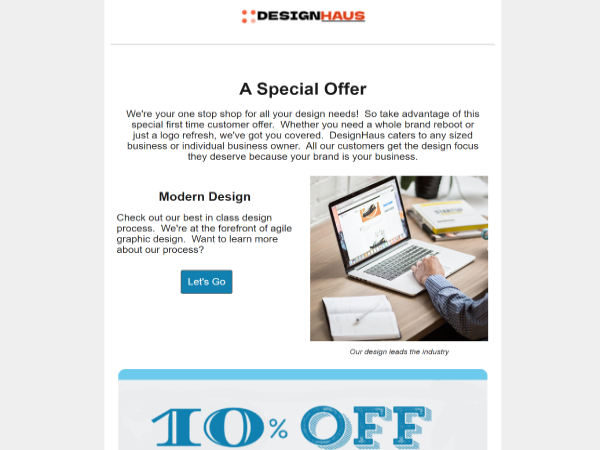 DESIGNHAUS
A Special Offer
We're your one stop shop for all your design needs! So take advantage of this
special first time customer offer. Whether you need a whole brand reboot or
just a logo refresh, we've got you covered. DesignHaus caters to any sized
business or individual business owner. All our customers get the design focus
they deserve because your brand is your business.
Modern Design
Check out our best in class design
process. We're at the forefront of agile
graphic design. Want to learn more
about our process?
Let's Go
STARTUP
Our design leads the industry
10% OFF